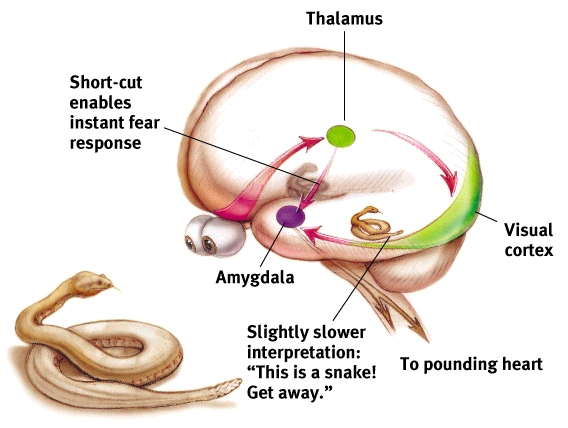 Thalamus
Short-cut
enables
instant fear
response
Visual
cortex
Amygdala
Slightly slower
interpretation:
“This is a snake!
Get away.”
To pounding heart